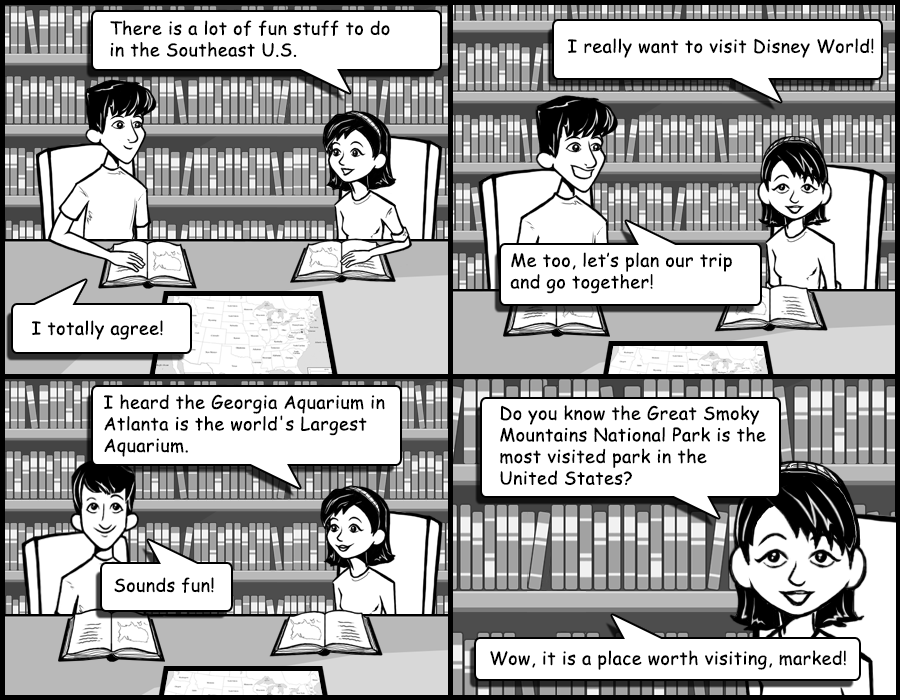 There is a lot of fun stuff to do
in the Southeast U.S.
I totally agree!
I really want to visit Disney World!
Me too, let's plan our trip
and go together!
I heard the Georgia Aquarium in
Atlanta is the world's Largest
Aquarium.
Sounds fun!
Do you know the Great Smoky
Mountains National Park is the
most visited park in the
United States?
Wow, it is a place worth visiting, marked!